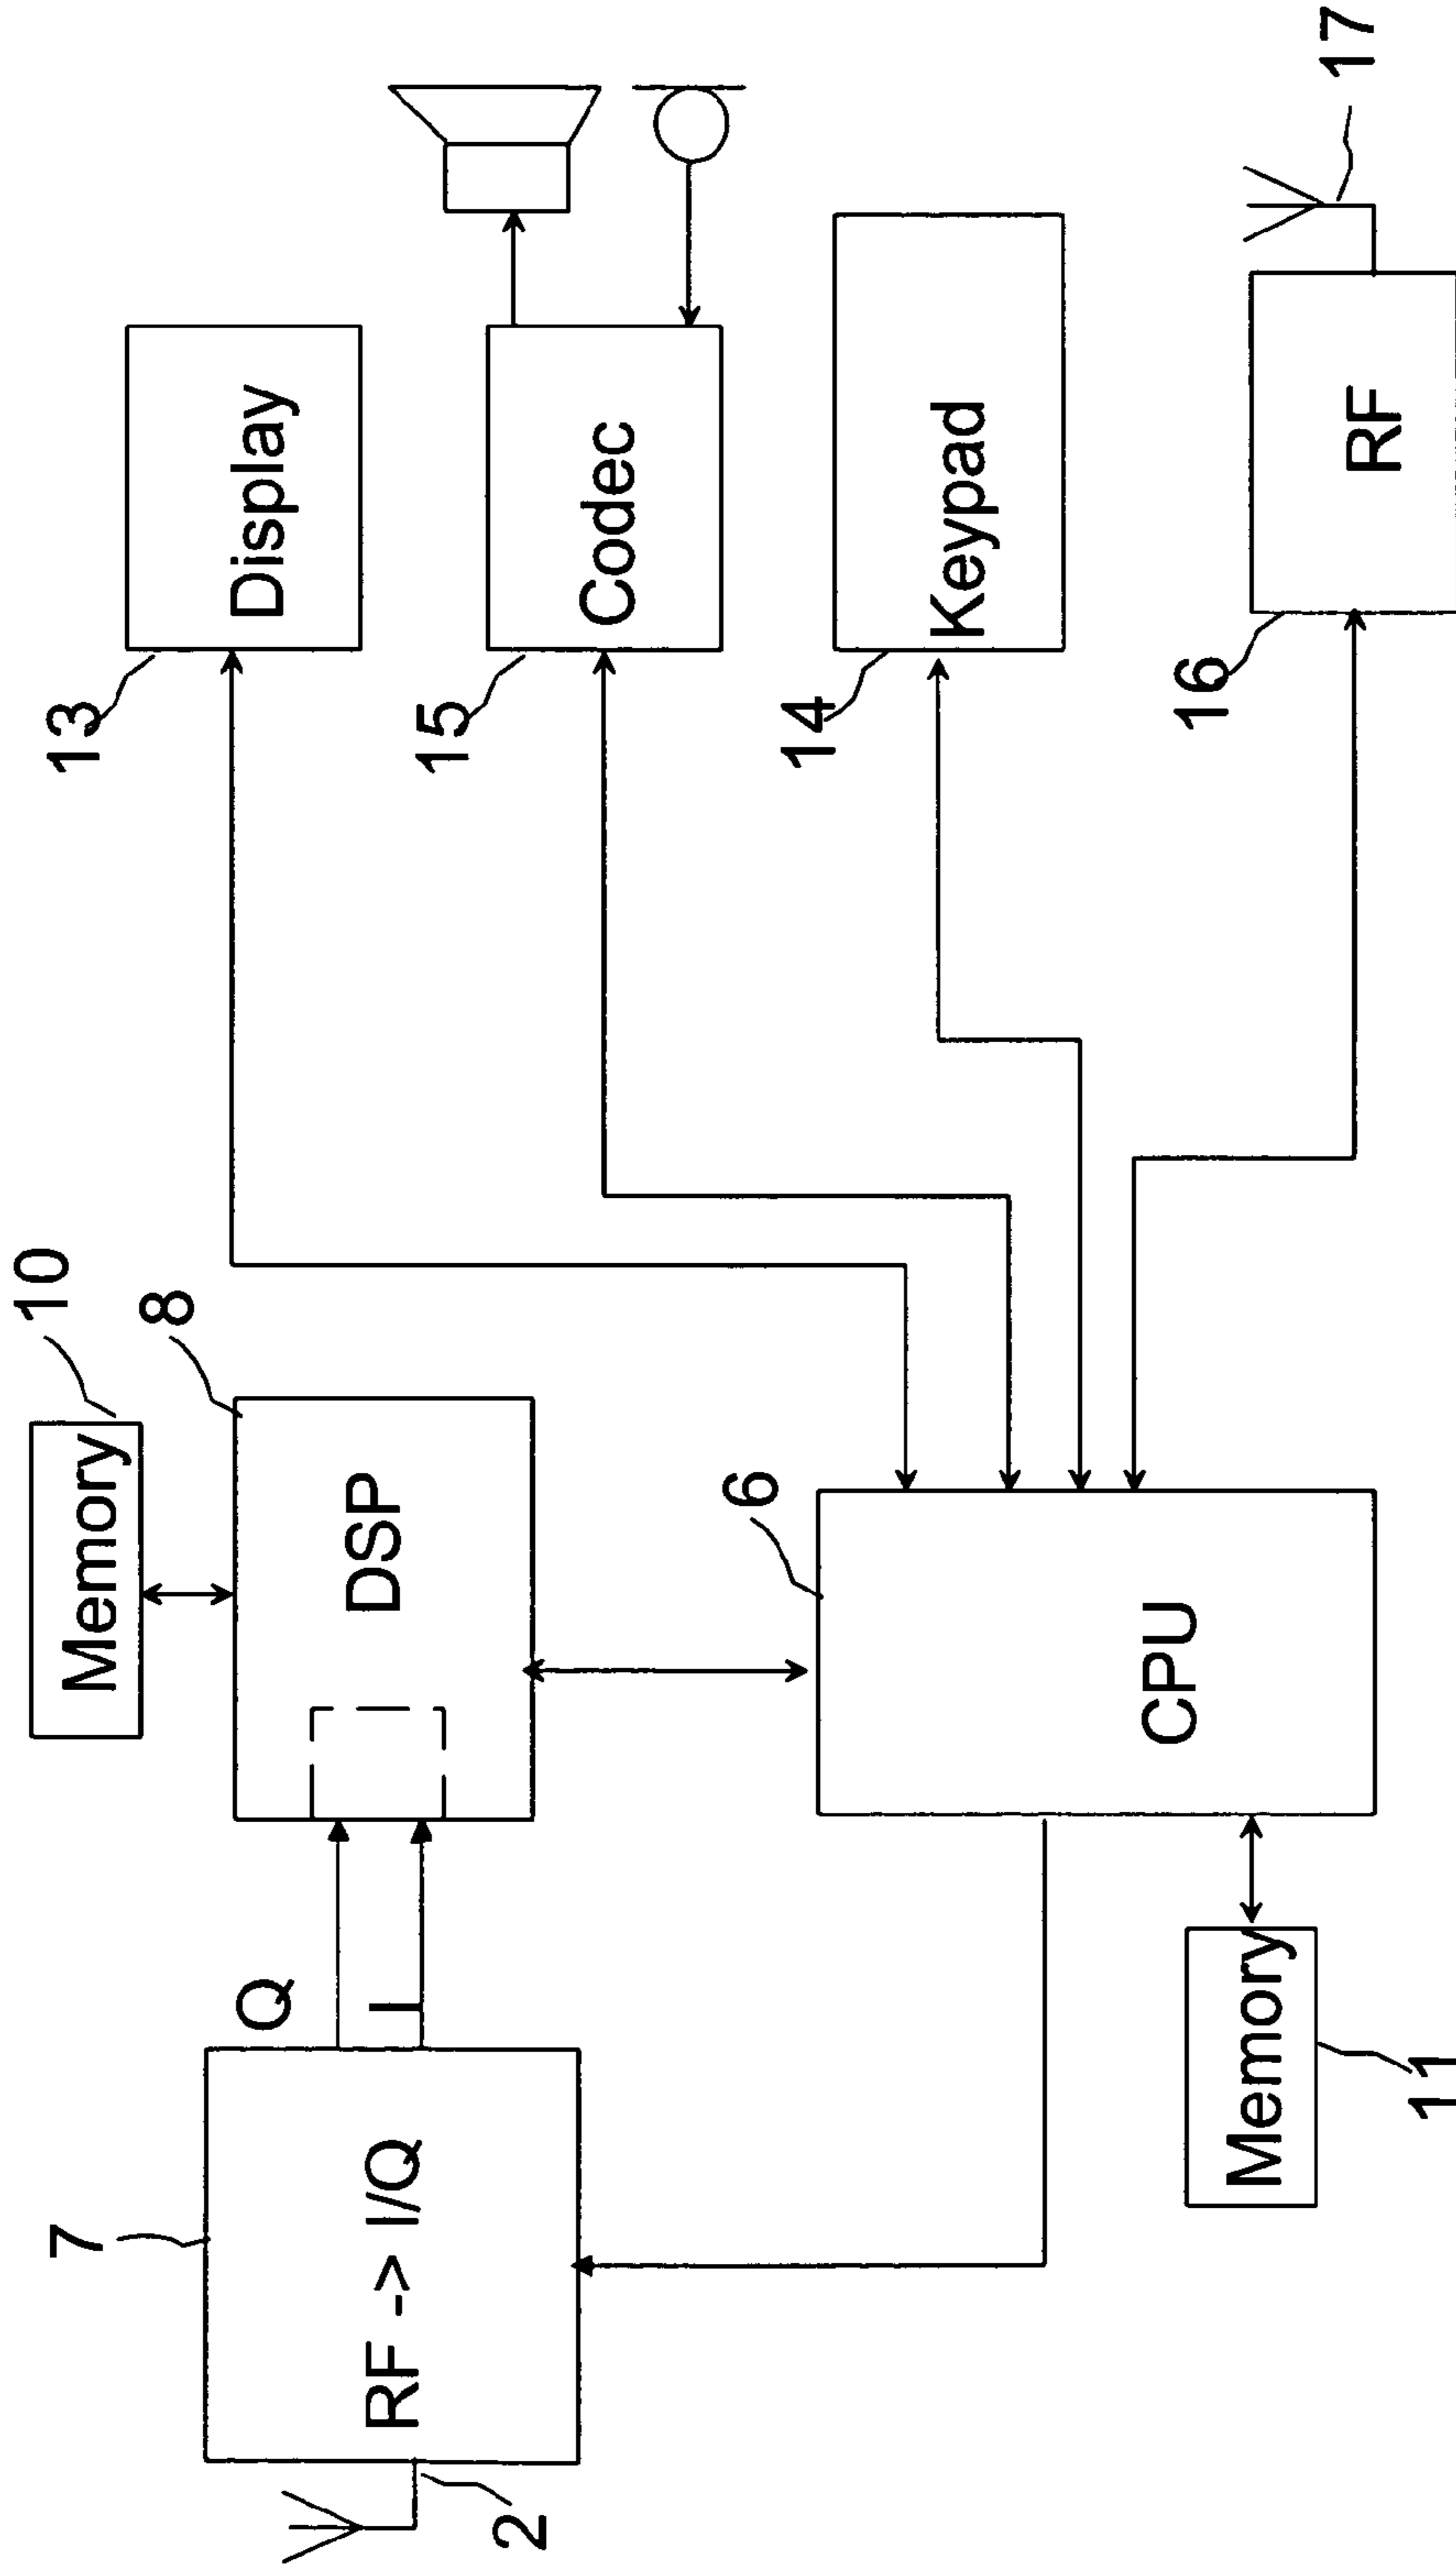 10
Memory
8
DSP
7
RF -> I/Q
Q
I
2
6
CPU
Memory
11
13
Display
15
Codec
14
Keypad
16
RF
17